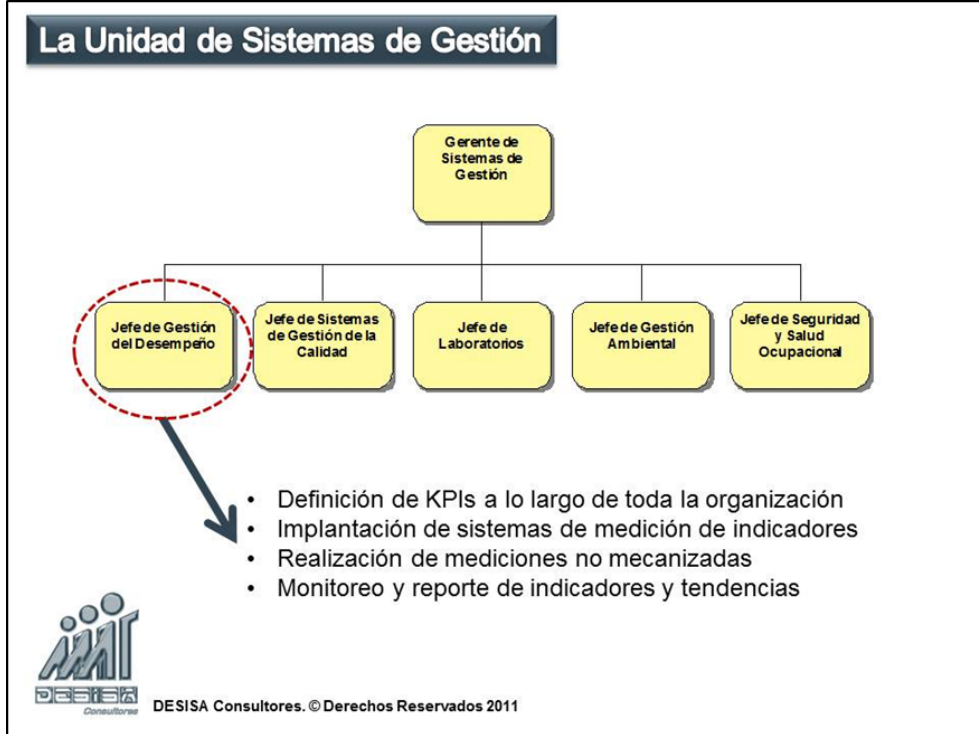 La Unidad de Sistemas de Gestión
Gerente de
Sistemas de
Gestión
Jefe de Gestión
del Desempeño
Jefe de Sistemas
de Gestión de la
Calidad
Jefe de
Laboratorios
Jefe de Gestión
Ambiental
Jefe de Seguridad
y Salud
Ocupacional
• Definición de KPIs a lo largo de toda la organización
• Implantación de sistemas de medición de indicadores
• Realización de mediciones no mecanizadas
• Monitoreo y reporte de indicadores y tendencias
DESISA
Consultores
DESISA Consultores. © Derechos Reservados 2011